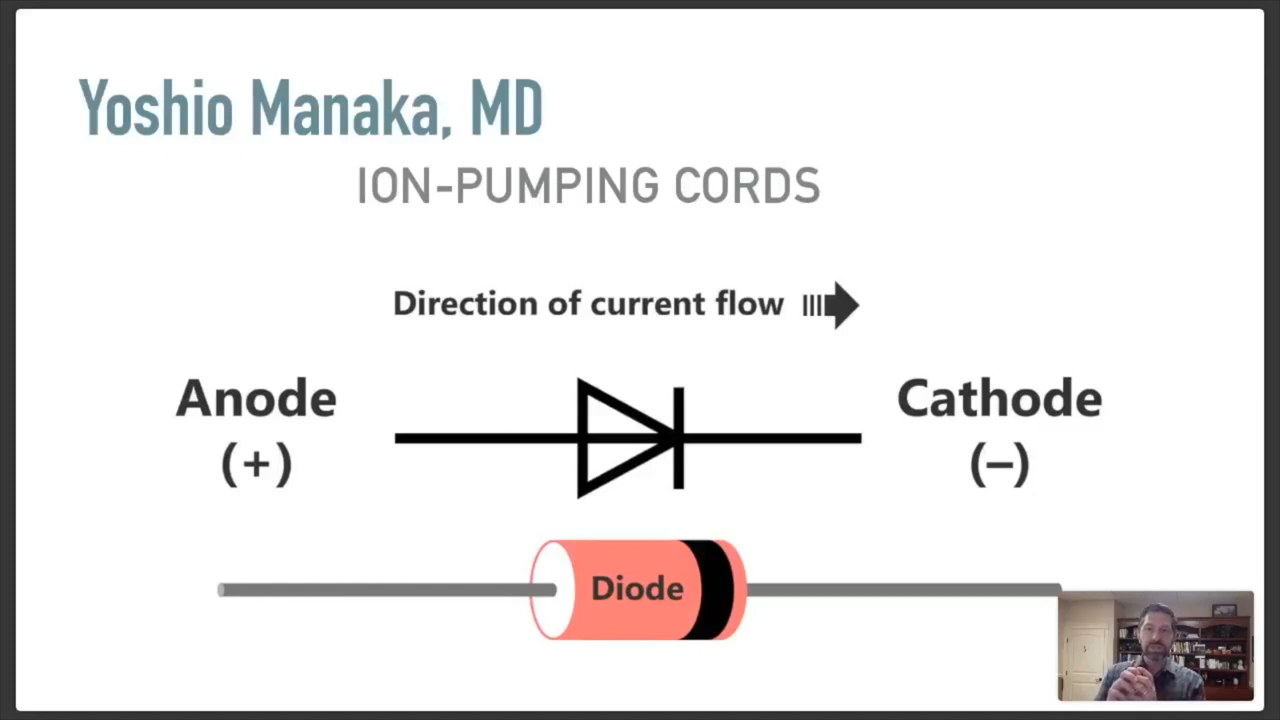 Yoshio Manaka, MD
ION-PUMPING CORDS
Direction of current flow
Anode
(+)
Cathode
(–)
Diode